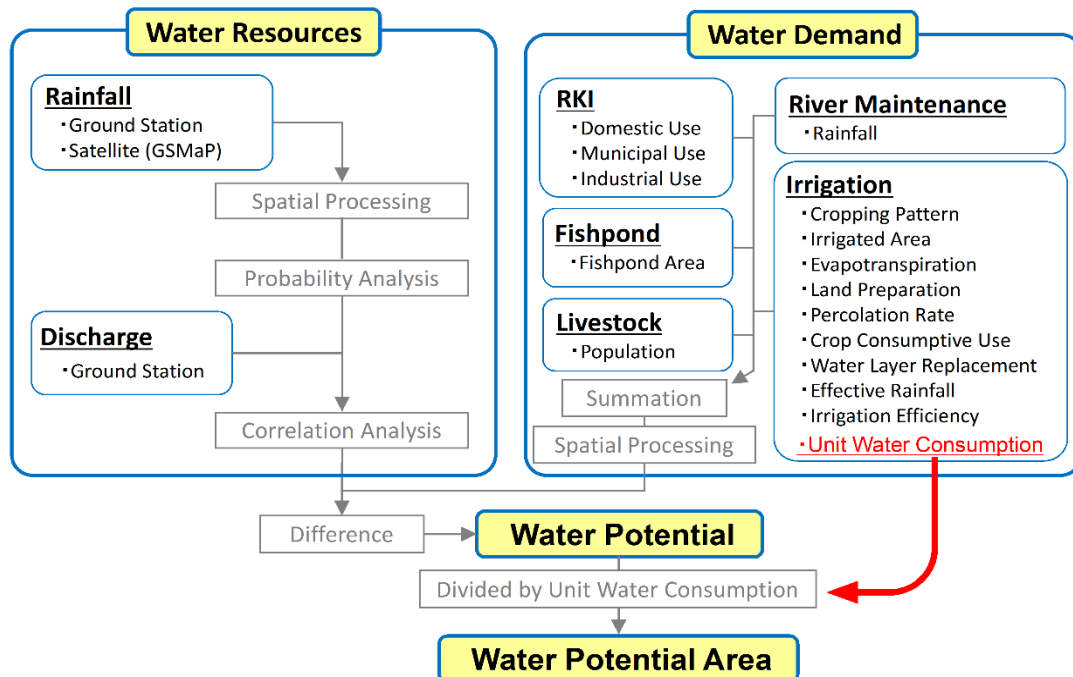 Water Resources
Rainfall
・Ground Station
・Satellite (GSMaP)
Spatial Processing
Probability Analysis
Discharge
・Ground Station
Correlation Analysis
Water Demand
RKI
・Domestic Use
・Municipal Use
・Industrial Use
Fishpond
・Fishpond Area
Livestock
・Population
River Maintenance
・Rainfall
Irrigation
・Cropping Pattern
・Irrigated Area
・Evapotranspiration
・Land Preparation
・Percolation Rate
・Crop Consumptive Use
・Water Layer Replacement
・Effective Rainfall
・Irrigation Efficiency
・Unit Water Consumption
Summation
Spatial Processing
Difference
Water Potential
Divided by Unit Water Consumption
Water Potential Area